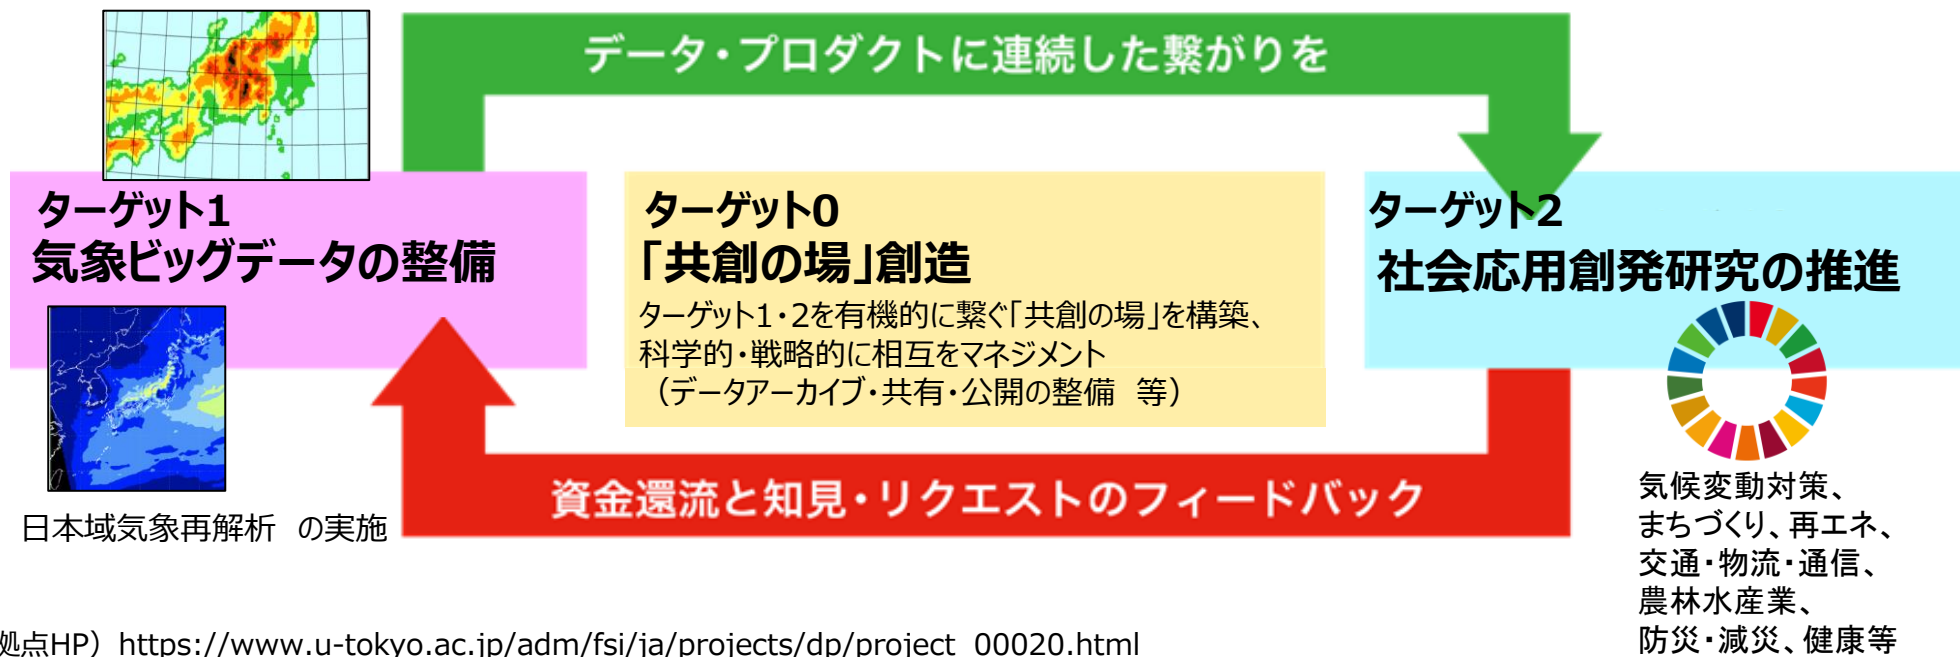 データ・プロダクトに連続した繋がりを
ターゲット1
気象ビッグデータの整備
ターゲット0
「共創の場」創造
ターゲット1・2を有機的に繋ぐ「共創の場」を構築、
科学的・戦略的に相互をマネジメント
（データアーカイブ・共有・公開の整備　等）
ターゲット2
社会応用創発研究の推進
資金還流と知見・リクエストのフィードバック
日本域気象再解析　の実施
気候変動対策、
まちづくり、再エネ、
交通・物流・通信、
農林水産業、
防災・減災、健康等
拠点HP）https://www.u-tokyo.ac.jp/adm/fsi/ja/projects/dp/project_00020.html